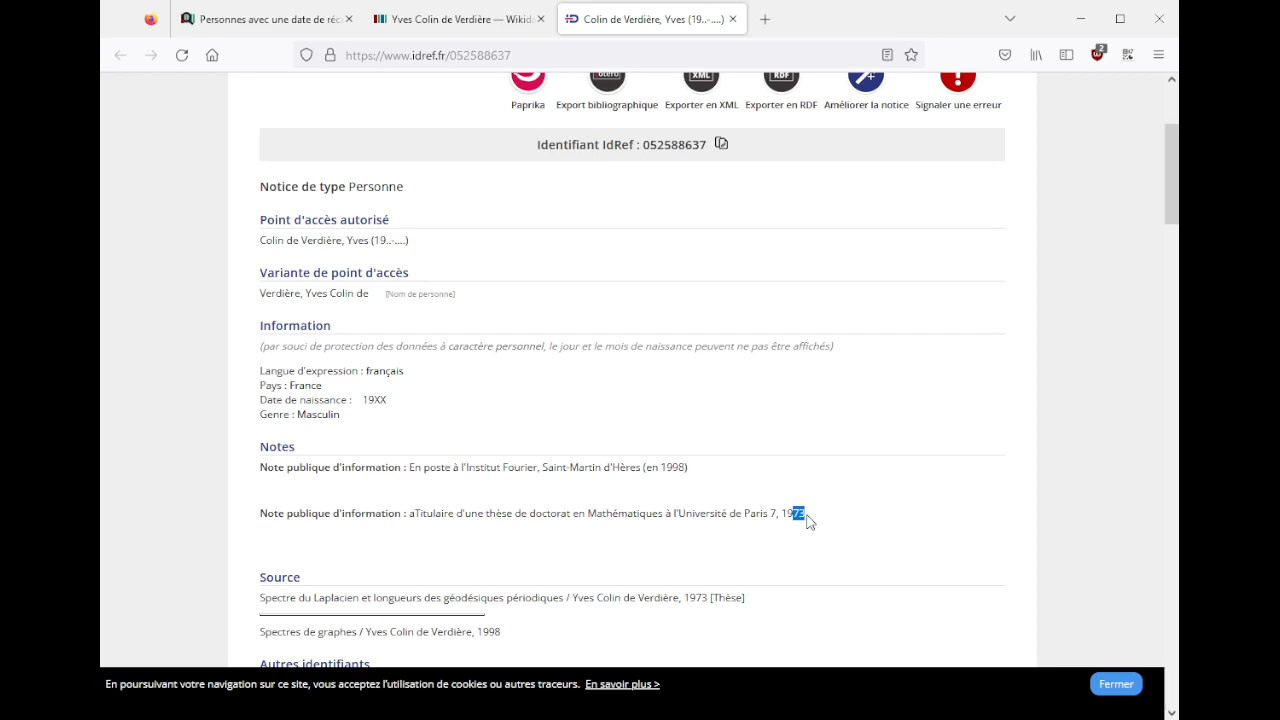 Personnes avec une date de réc
Yves Colin de Verdière — Wikid
Colin de Verdière, Yves (19..-....)
https://www.idref.fr/052588637
2
otero
XML
RDF
Paprika
Export bibliographique
Exporter en XML
Exporter en RDF
Améliorer la notice
Signaler une erreur
Identifiant IdRef : 052588637
Notice de type Personne
Point d'accès autorisé
Colin de Verdière, Yves (19..-....)
Variante de point d'accès
Verdière, Yves Colin de [Nom de personne]
Information
(par souci de protection des données à caractère personnel, le jour et le mois de naissance peuvent ne pas être affichés)
Langue d'expression : français
Pays : France
Date de naissance : 19XX
Genre : Masculin
Notes
Note publique d'information : En poste à l'Institut Fourier, Saint-Martin d'Hères (en 1998)
Note publique d'information : aTitulaire d'une thèse de doctorat en Mathématiques à l'Université de Paris 7, 1973
Source
Spectre du Laplacien et longueurs des géodésiques périodiques / Yves Colin de Verdière, 1973 [Thèse]
Spectres de graphes / Yves Colin de Verdière, 1998
Autres identifiants
En poursuivant votre navigation sur ce site, vous acceptez l'utilisation de cookies ou autres traceurs. En savoir plus >
Fermer